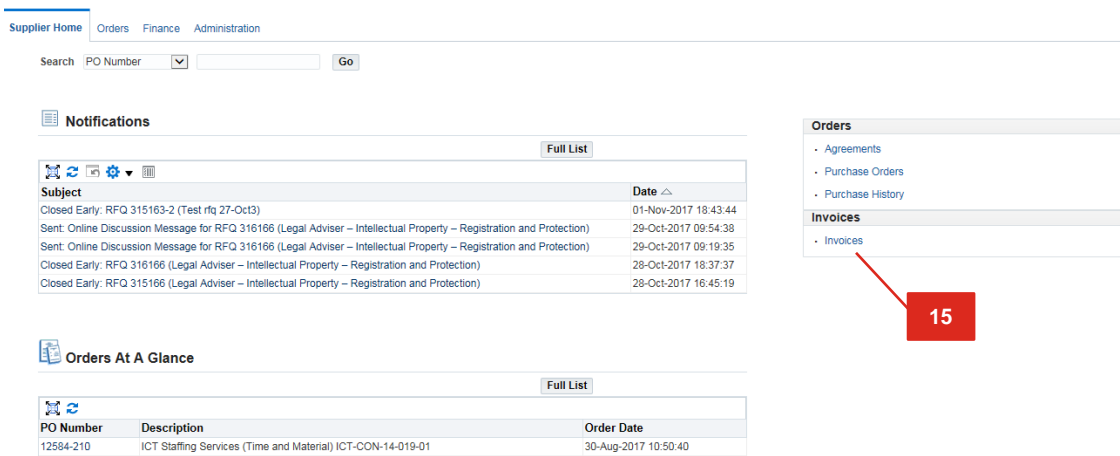 Supplier Home Orders Finance Administration
Search PO Number Go
Notifications
Full List
Subject Date
Closed Early: RFQ 315163-2 (Test rfq 27-Oct3) 01-Nov-2017 18:43:44
Sent: Online Discussion Message for RFQ 316166 (Legal Adviser – Intellectual Property – Registration and Protection) 29-Oct-2017 09:54:38
Sent: Online Discussion Message for RFQ 316166 (Legal Adviser – Intellectual Property – Registration and Protection) 29-Oct-2017 09:19:35
Closed Early: RFQ 316166 (Legal Adviser – Intellectual Property – Registration and Protection) 28-Oct-2017 18:37:37
Closed Early: RFQ 315166 (Legal Adviser – Intellectual Property – Registration and Protection) 28-Oct-2017 16:45:19
Orders At A Glance
Full List
PO Number Description Order Date
12584-210 ICT Staffing Services (Time and Material) ICT-CON-14-019-01 30-Aug-2017 10:50:40
Orders
Agreements
Purchase Orders
Purchase History
Invoices
Invoices
15